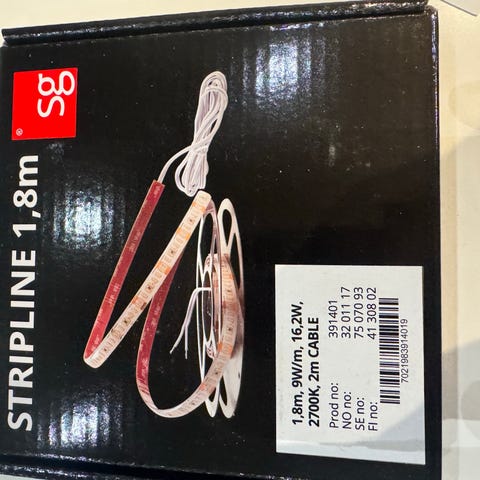 sg
®
STRIPLINE 1,8m
1,8m, 9W/m, 16,2W,
2700K, 2m CABLE
Prod no: 391401
NO no: 32 011 17
SE no: 75 070 93
FI no: 41 308 02
7021983914019